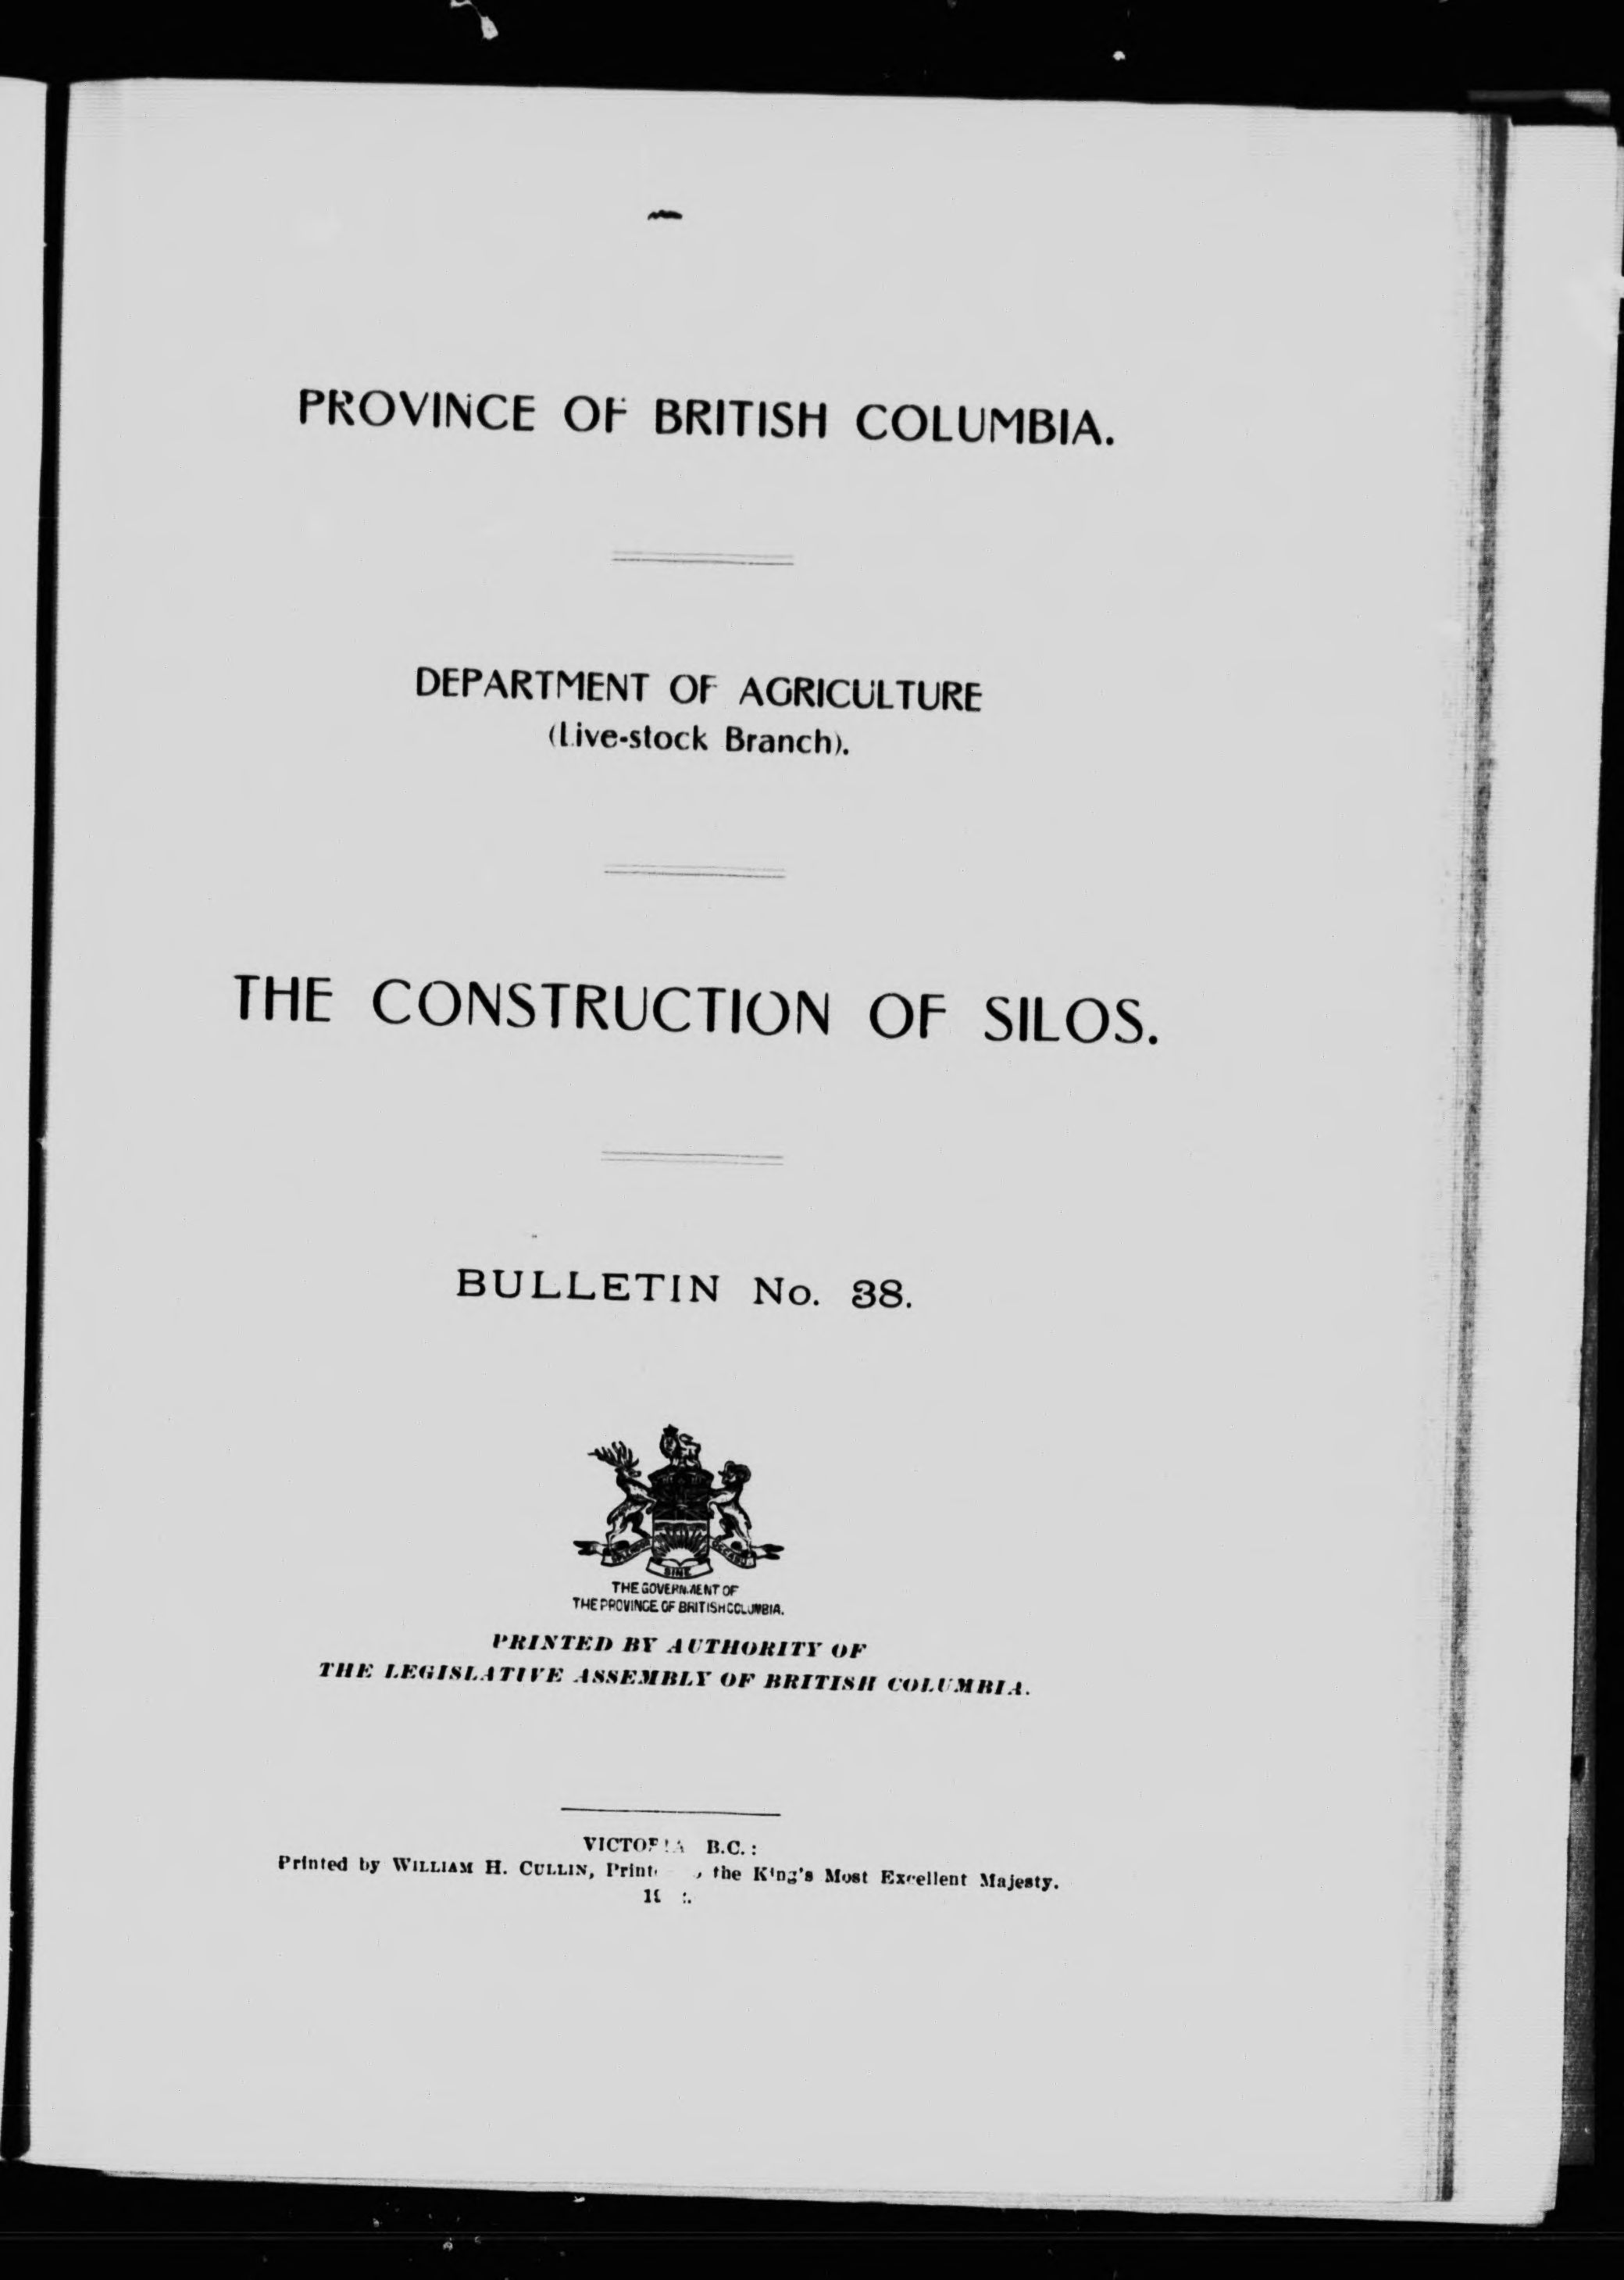 PROVINCE OF BRITISH COLUMBIA.
DEPARTMENT OF AGRICULTURE
(Live-stock Branch).
THE CONSTRUCTION OF SILOS.
BULLETIN No. 38.
SINE
THE GOVERNMENT OF
THE PROVINCE OF BRITISH COLUMBIA.
PRINTED BY AUTHORITY OF
THE LEGISLATIVE ASSEMBLY OF BRITISH COLUMBIA.
VICTORIA B.C.:
Printed by WILLIAM H. CULLIN, the King's Most Excellent Majesty.